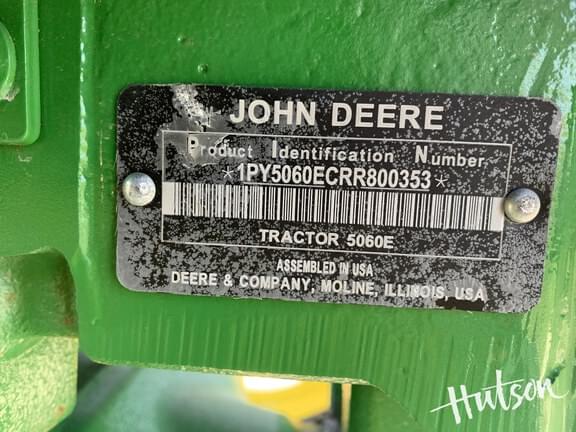 JOHN DEERE
Product Identification Number
*1PY5060ECRR800353*
TRACTOR 5060E
ASSEMBLED IN USA
DEERE & COMPANY, MOLINE, ILLINOIS, USA
Hutson